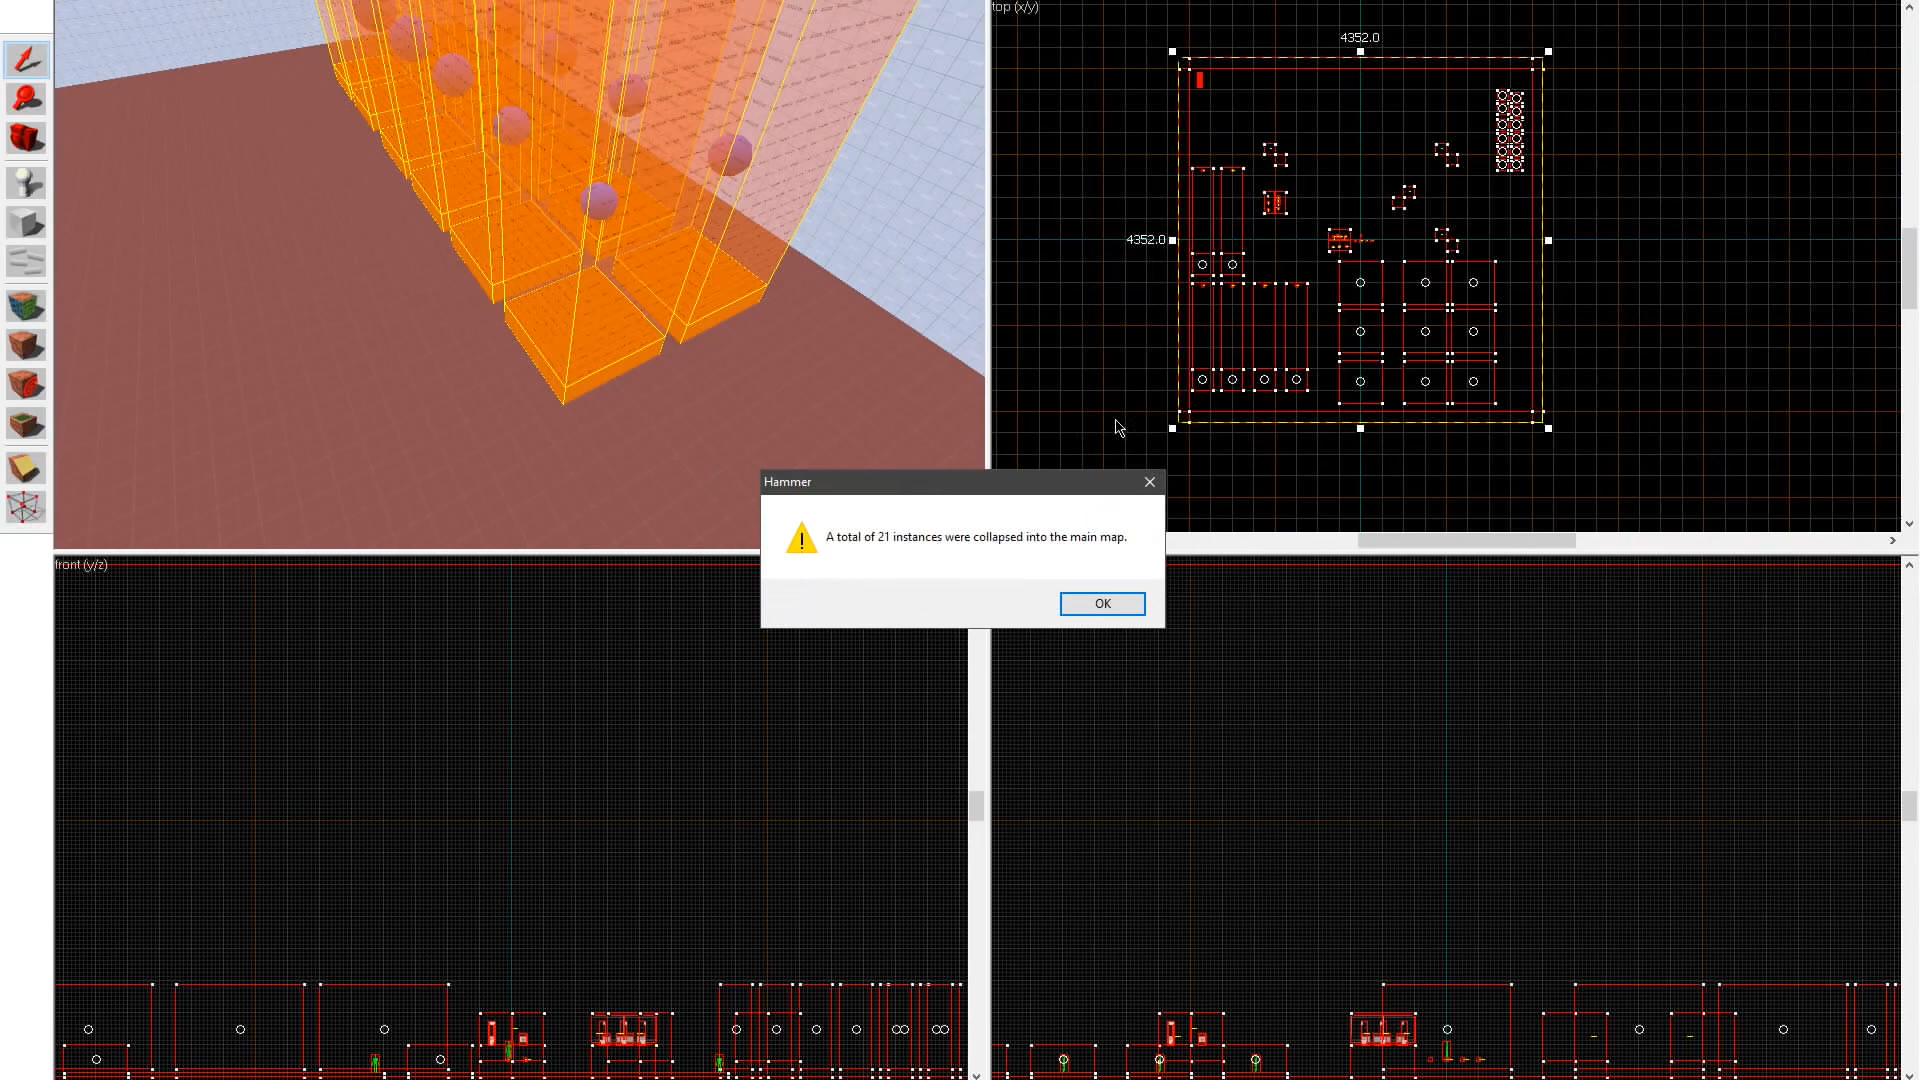 top (x/y)
4352.0
4352.0
Hammer
A total of 21 instances were collapsed into the main map.
OK
front (y/z)